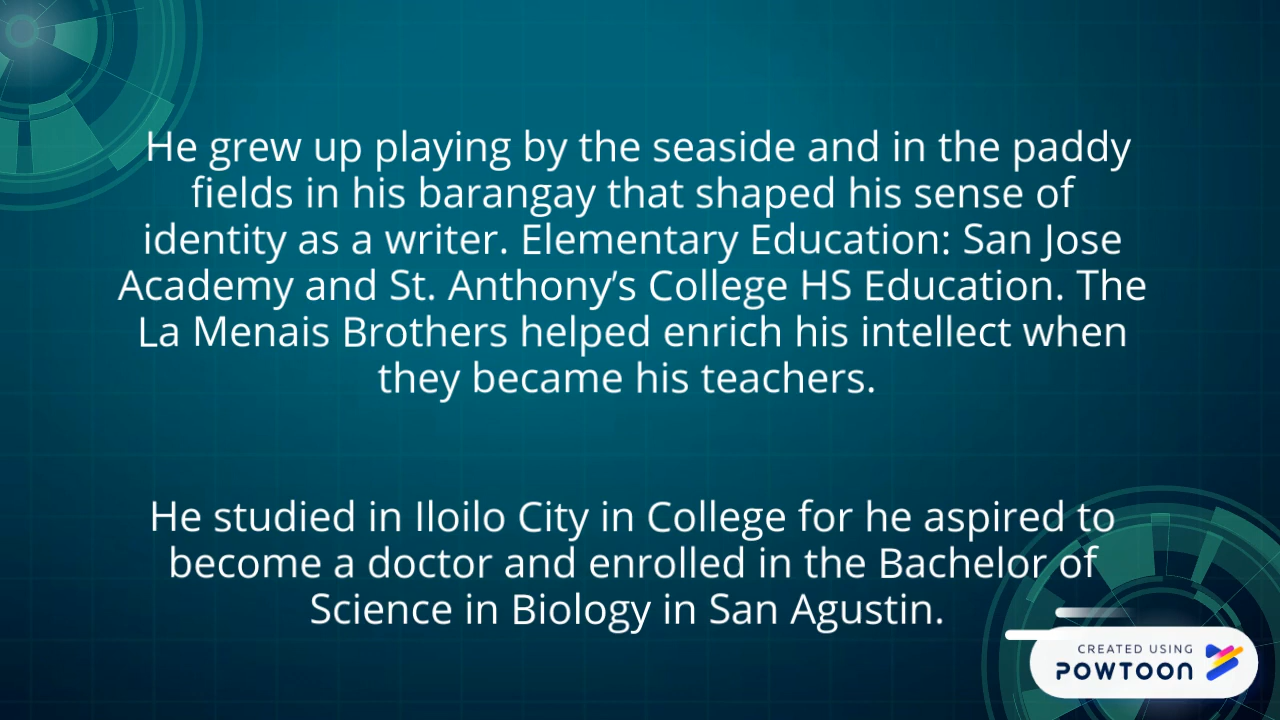 He grew up playing by the seaside and in the paddy
fields in his barangay that shaped his sense of
identity as a writer. Elementary Education: San Jose
Academy and St. Anthony’s College HS Education. The
La Menais Brothers helped enrich his intellect when
they became his teachers.
He studied in Iloilo City in College for he aspired to
become a doctor and enrolled in the Bachelor of
Science in Biology in San Agustin.
CREATED USING
POWTOON